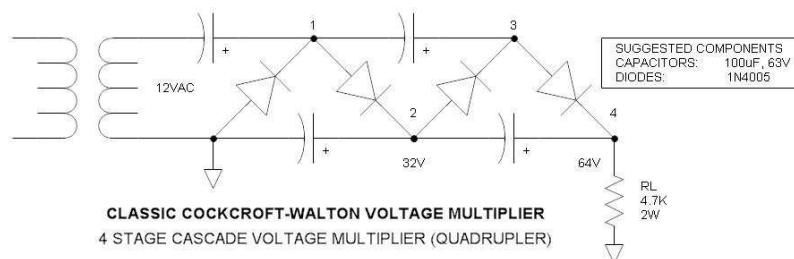 1
3
+
+
SUGGESTED COMPONENTS
CAPACITORS: 100uF, 63V
DIODES: 1N4005
12VAC
2
4
+
+
32V
64V
RL
4.7K
2W
CLASSIC COCKCROFT-WALTON VOLTAGE MULTIPLIER
4 STAGE CASCADE VOLTAGE MULTIPLIER (QUADRUPLER)